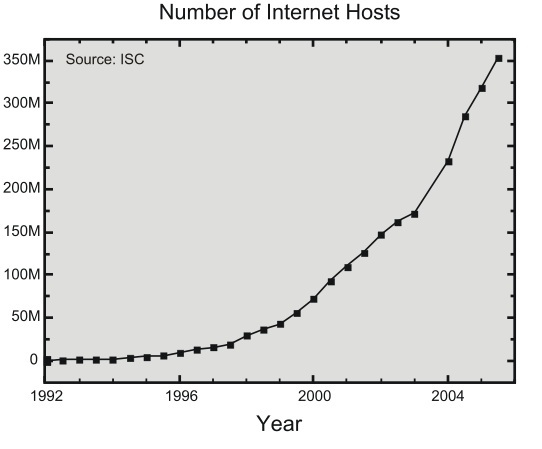 Number of Internet Hosts
Source: ISC
350M
300M
250M
200M
150M
100M
50M
0
1992 1996 2000 2004
Year